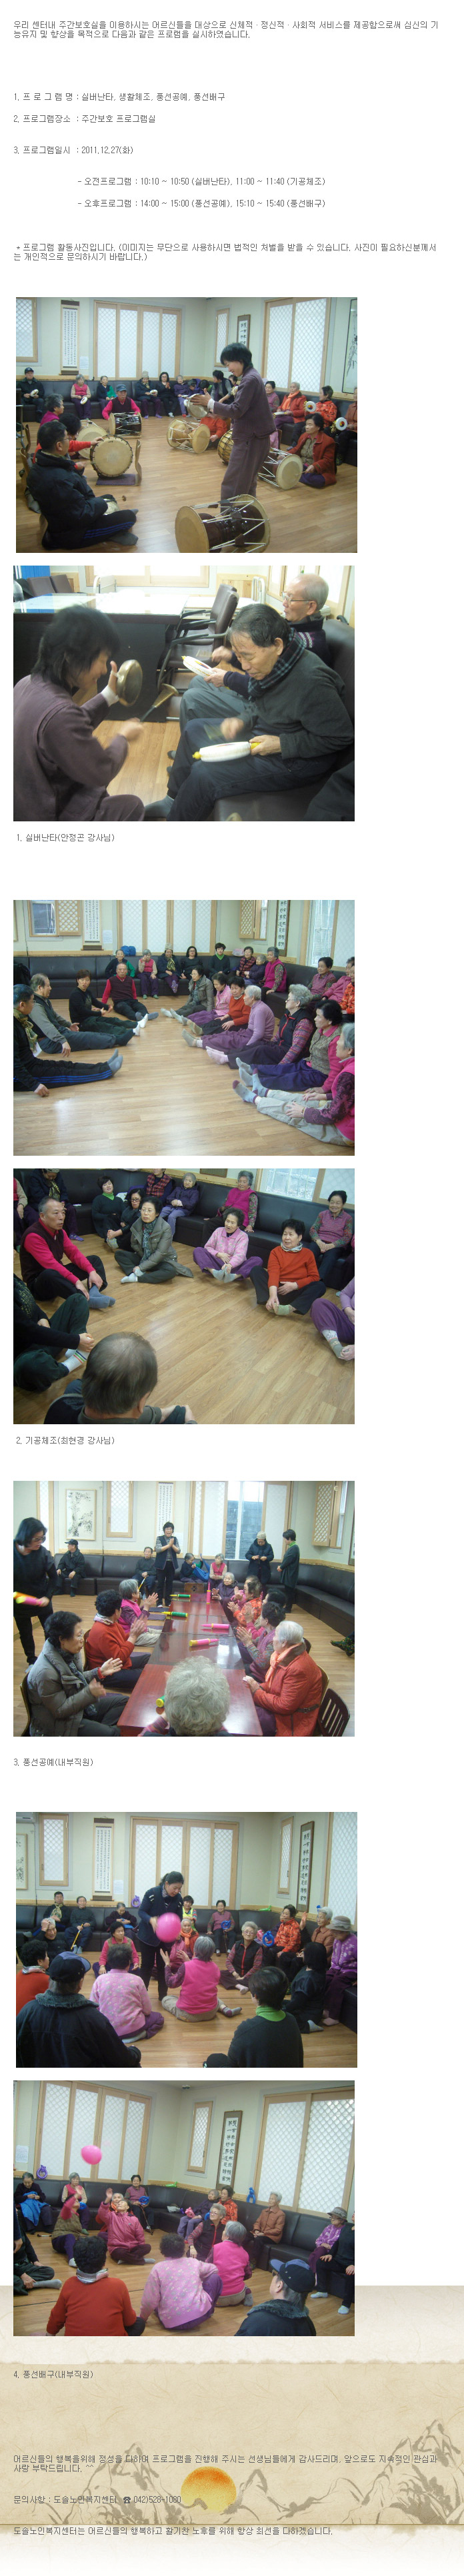 우리 센터내 주간보호실을 이용하시는 어르신들을 대상으로 신체적 · 정신적 · 사회적 서비스를 제공함으로써 심신의 기
능유지 및 향상을 목적으로 다음과 같은 프로램을 실시하였습니다.
1. 프 로 그 램 명 : 실버난타, 생활체조, 풍선공예, 풍선배구
2. 프로그램장소 : 주간보호 프로그램실
3. 프로그램일시 : 2011.12.27(화)
- 오전프로그램 : 10:10 ~ 10:50 (실버난타), 11:00 ~ 11:40 (기공체조)
- 오후프로그램 : 14:00 ~ 15:00 (풍선공예), 15:10 ~ 15:40 (풍선배구)
* 프로그램 활동사진입니다. (이미지는 무단으로 사용하시면 법적인 처벌을 받을 수 있습니다. 사진이 필요하신분께서
는 개인적으로 문의하시기 바랍니다.)
1. 실버난타(안정곤 강사님)
2. 기공체조(최현경 강사님)
3. 풍선공예(내부직원)
4. 풍선배구(내부직원)
어르신들의 행복을위해 정성을 다하며 프로그램을 진행해 주시는 선생님들에게 감사드리며, 앞으로도 지속적인 관심과
사랑 부탁드립니다. ^^
문의사항 : 도솔노인복지센터 ☎ 042)528-1080
도솔노인복지센터는 어르신들의 행복하고 활기찬 노후를 위해 항상 최선을 다하겠습니다.